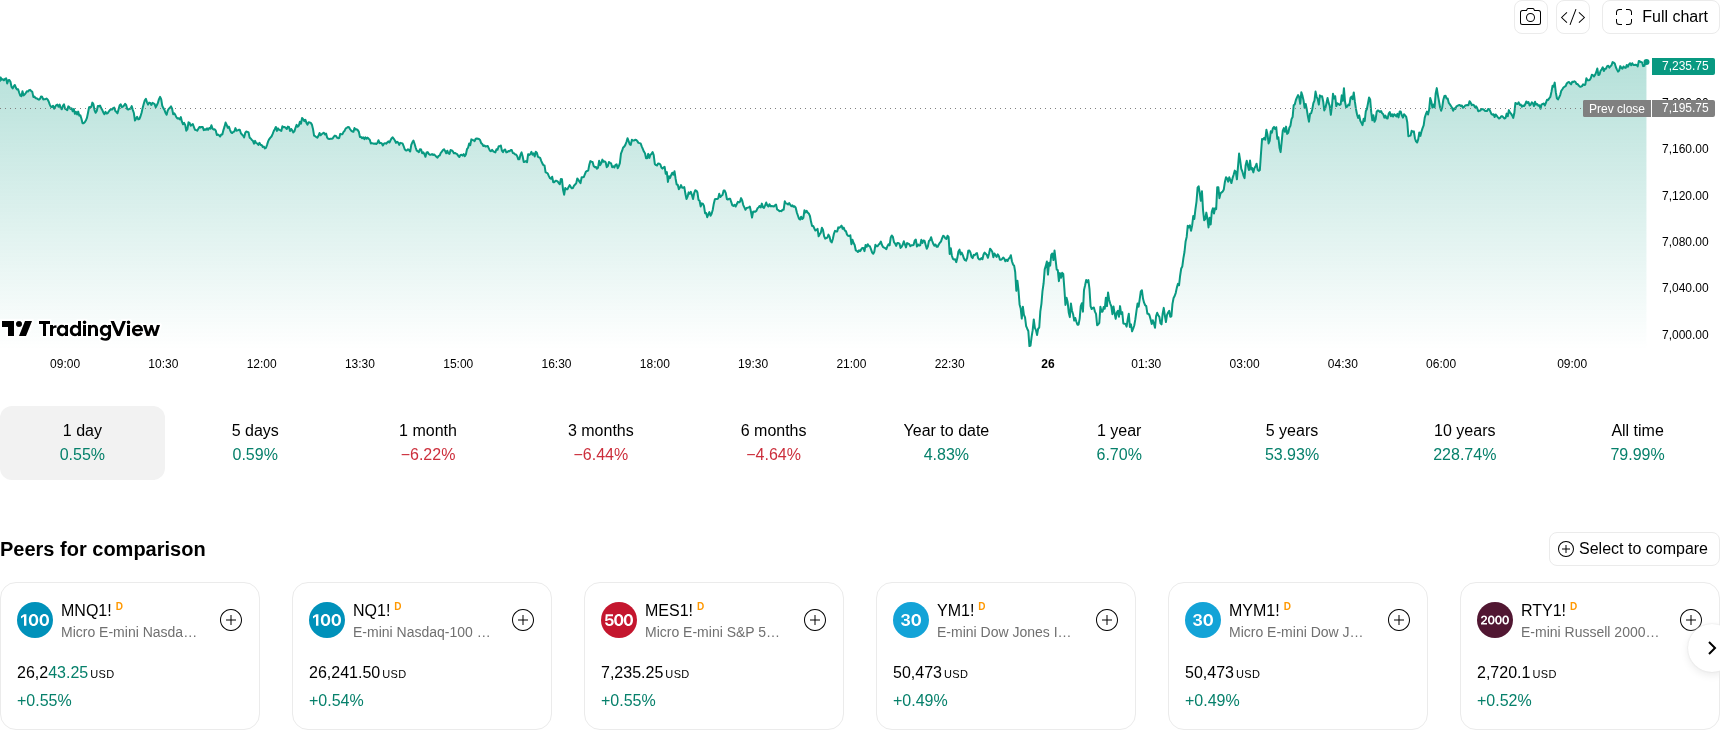 Full chart
7,235.75
Prev close 7,195.75
7,160.00
7,120.00
7,080.00
7,040.00
7,000.00
TradingView
09:00 10:30 12:00 13:30 15:00 16:30 18:00 19:30 21:00 22:30 26 01:30 03:00 04:30 06:00 09:00
1 day 5 days 1 month 3 months 6 months Year to date 1 year 5 years 10 years All time
0.55% 0.59% −6.22% −6.44% −4.64% 4.83% 6.70% 53.93% 228.74% 79.99%
Peers for comparison
Select to compare
100 MNQ1! D
Micro E-mini Nasda…
26,243.25 USD
+0.55%
100 NQ1! D
E-mini Nasdaq-100 …
26,241.50 USD
+0.54%
500 MES1! D
Micro E-mini S&P 5…
7,235.25 USD
+0.55%
30 YM1! D
E-mini Dow Jones I…
50,473 USD
+0.49%
30 MYM1! D
Micro E-mini Dow J…
50,473 USD
+0.49%
2000 RTY1! D
E-mini Russell 2000…
2,720.1 USD
+0.52%